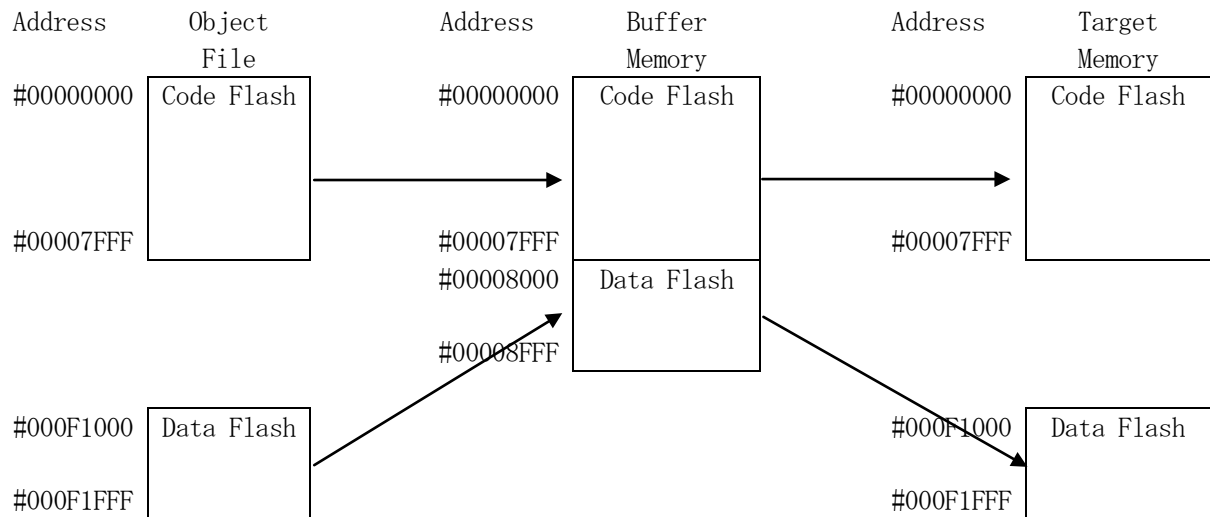 Address Object File Address Buffer Memory Address Target Memory
#00000000 Code Flash #00000000 Code Flash #00000000 Code Flash
#00007FFF #00007FFF #00007FFF
#00008000 Data Flash
#00008FFF
#000F1000 Data Flash #000F1000 Data Flash
#000F1FFF #000F1FFF